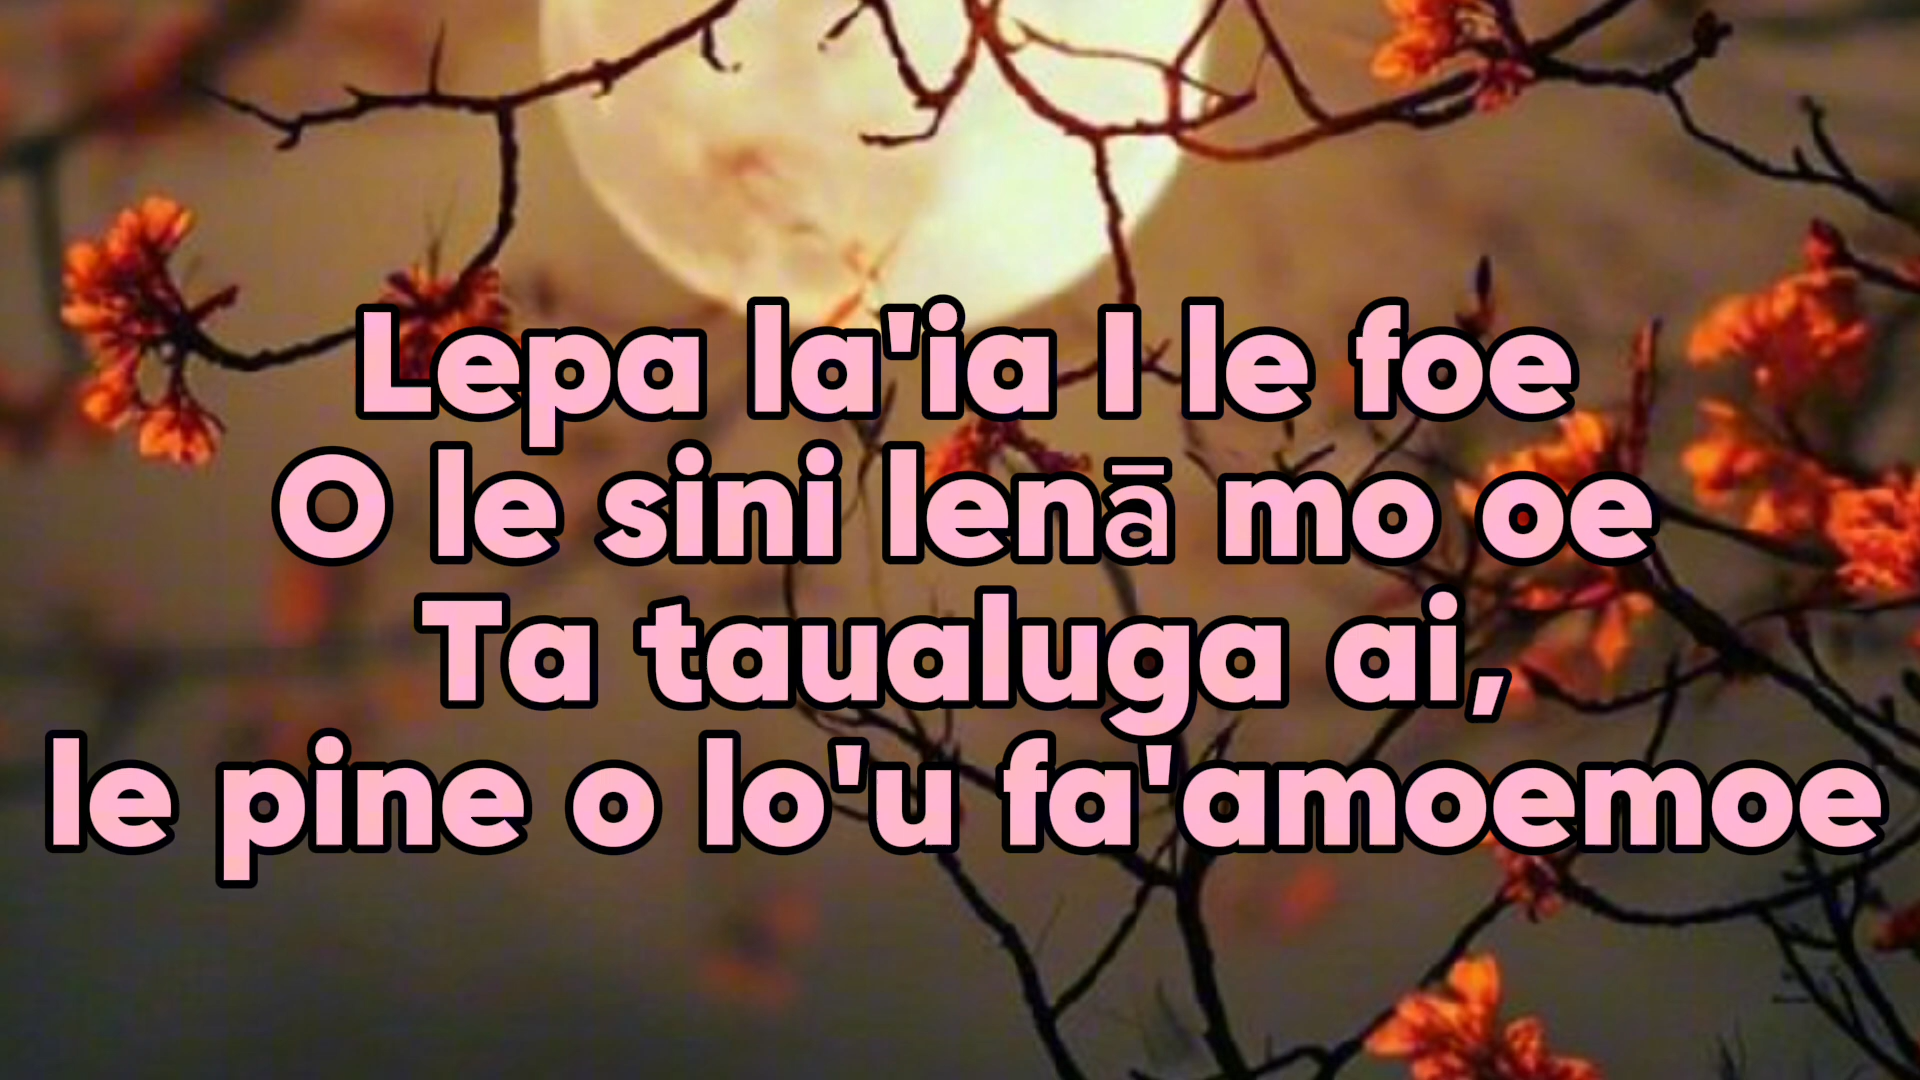 Lepa la'ia I le foe
O le sini lenā mo oe
Ta taualuga ai,
le pine o lo'u fa'amoemoe